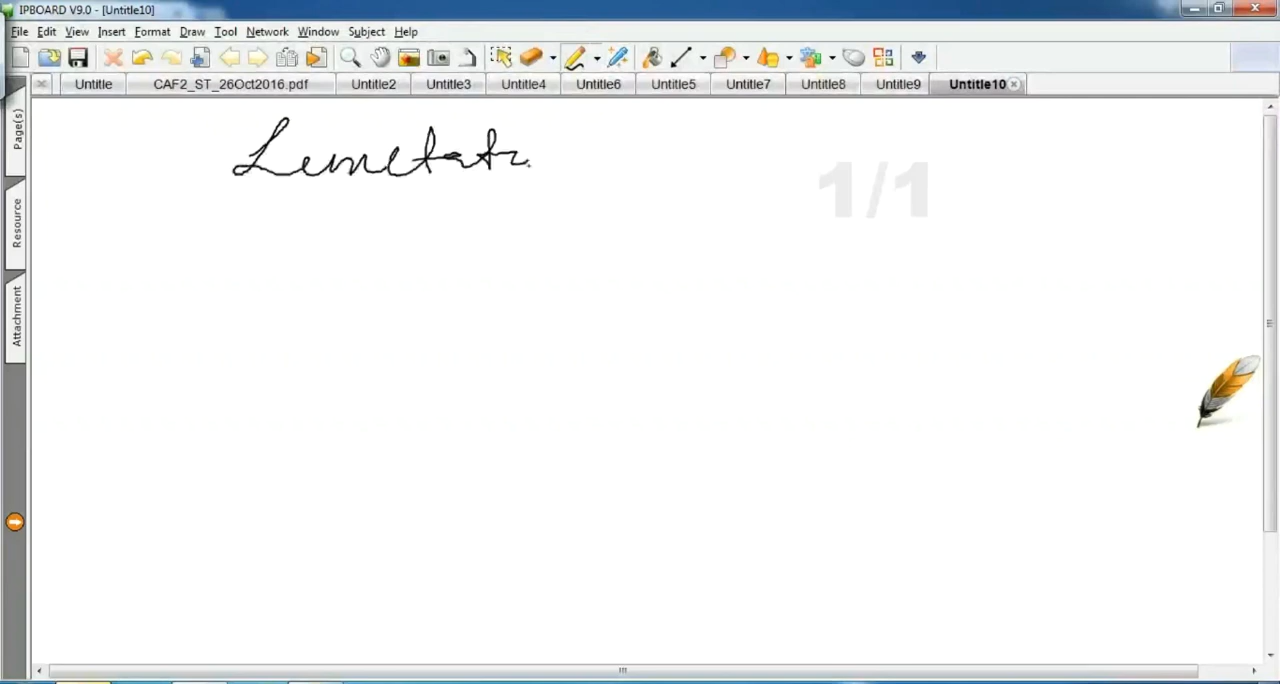 IPBOARD V9.0 - [Untitle10]
File Edit View Insert Format Draw Tool Network Window Subject Help
Untitle CAF2_ST_26Oct2016.pdf Untitle2 Untitle3 Untitle4 Untitle6 Untitle5 Untitle7 Untitle8 Untitle9 Untitle10
Page(s)
Resource
Attachment
1/1